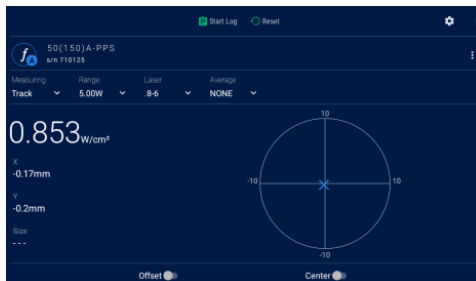 Start Log Reset
50(150)A-PPS
s/n 710125
Measuring Range Laser Average
Track 5.00W .8-6 NONE
0.853W/cm²
X
-0.17mm
Y
-0.2mm
Size
---
10
-10 10
-10
Offset Center